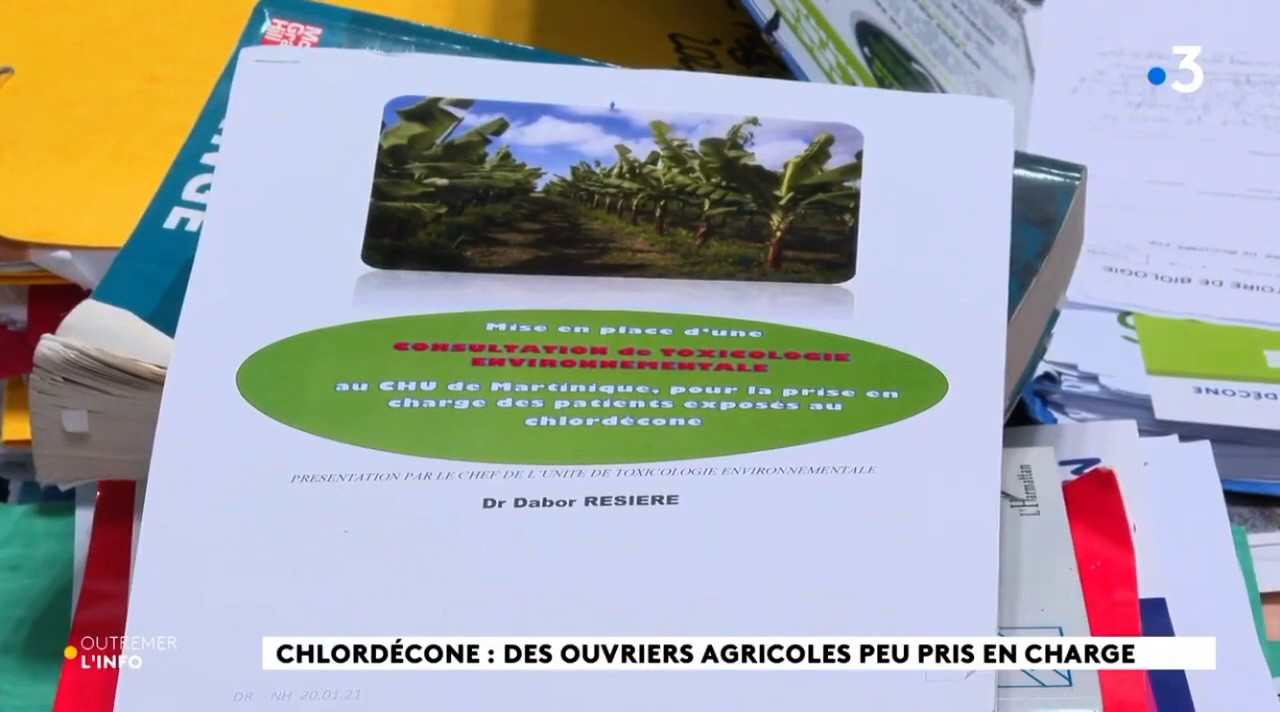 3
Mise en place d'une
CONSULTATION de TOXICOLOGIE
ENVIRONNEMENTALE
au CHU de Martinique, pour la prise en
charge des patients exposés au
chlordécone
PRESENTATION PAR LE CHEF DE L'UNITE DE TOXICOLOGIE ENVIRONNEMENTALE
Dr Dabor RESIERE
DR - NH 20.01.21
L'Harmattan
TOIRE DE BIOLOGIE
DÉCONE
OUTREMER
L'INFO
CHLORDÉCONE : DES OUVRIERS AGRICOLES PEU PRIS EN CHARGE